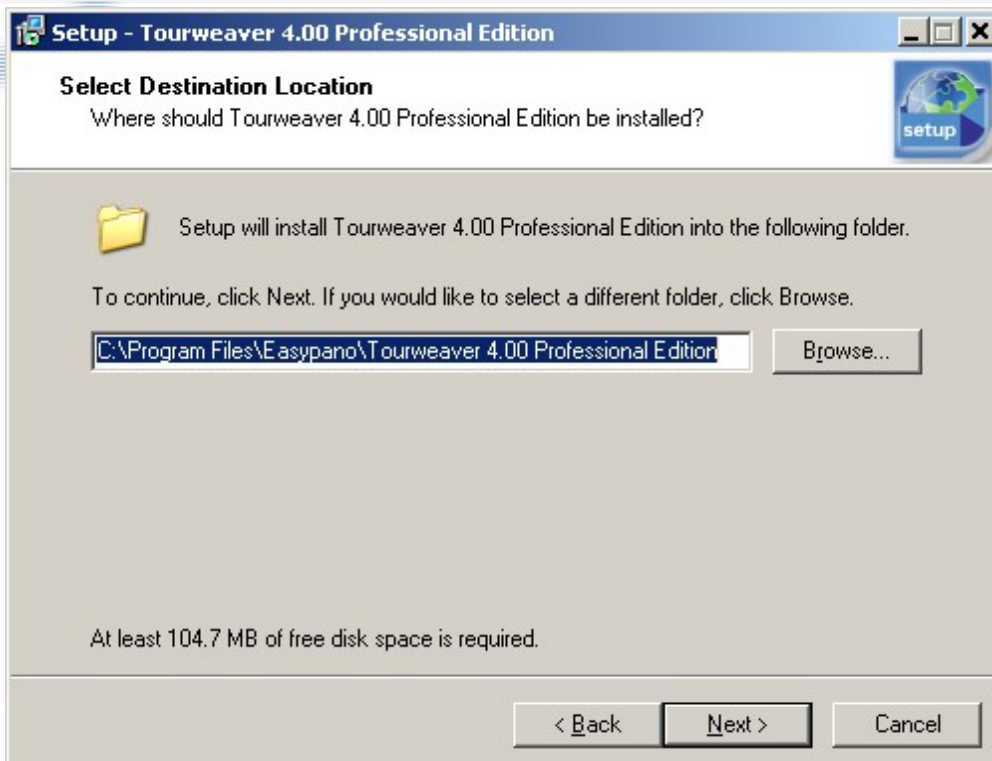 Setup - Tourweaver 4.00 Professional Edition
Select Destination Location
Where should Tourweaver 4.00 Professional Edition be installed?
setup
Setup will install Tourweaver 4.00 Professional Edition into the following folder.
To continue, click Next. If you would like to select a different folder, click Browse.
C:\Program Files\Easypano\Tourweaver 4.00 Professional Edition
Browse...
At least 104.7 MB of free disk space is required.
< Back
Next >
Cancel